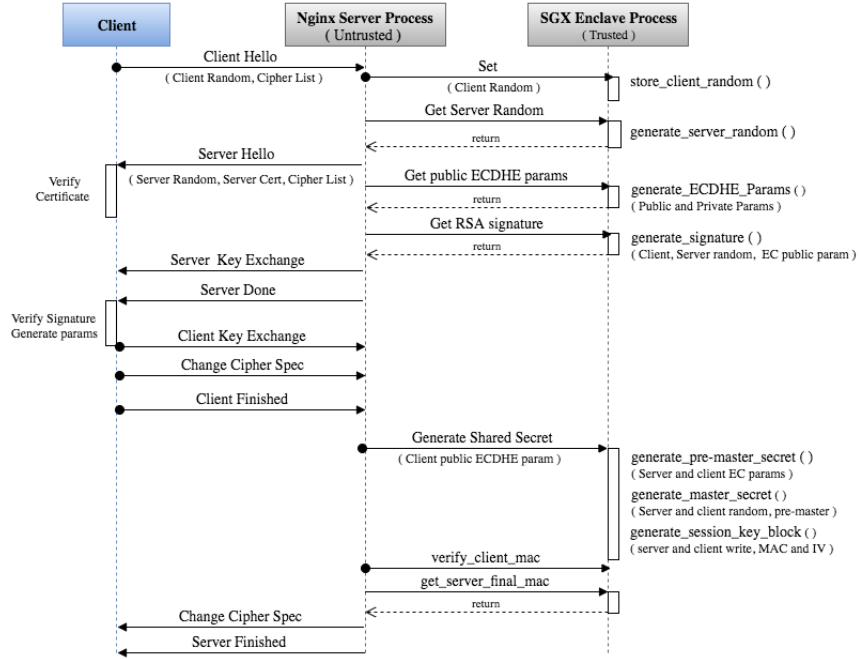 Client
Nginx Server Process
( Untrusted )
SGX Enclave Process
( Trusted )
Client Hello
( Client Random, Cipher List)
Set
( Client Random )
store_client_random ( )
Get Server Random
return
generate_server_random ( )
Server Hello
( Server Random, Server Cert, Cipher List)
Verify
Certificate
Get public ECDHE params
return
generate_ECDHE_Params ( )
( Public and Private Params )
Get RSA signature
return
generate_signature ( )
( Client, Server random, EC public param )
Server Key Exchange
Server Done
Verify Signature
Generate params
Client Key Exchange
Change Cipher Spec
Client Finished
Generate Shared Secret
( Client public ECDHE param )
generate_pre-master_secret ( )
( Server and client EC params )
generate_master_secret ( )
( Server and client random, pre-master )
generate_session_key_block ( )
( server and client write, MAC and IV )
verify_client_mac
get_server_final_mac
return
Change Cipher Spec
Server Finished